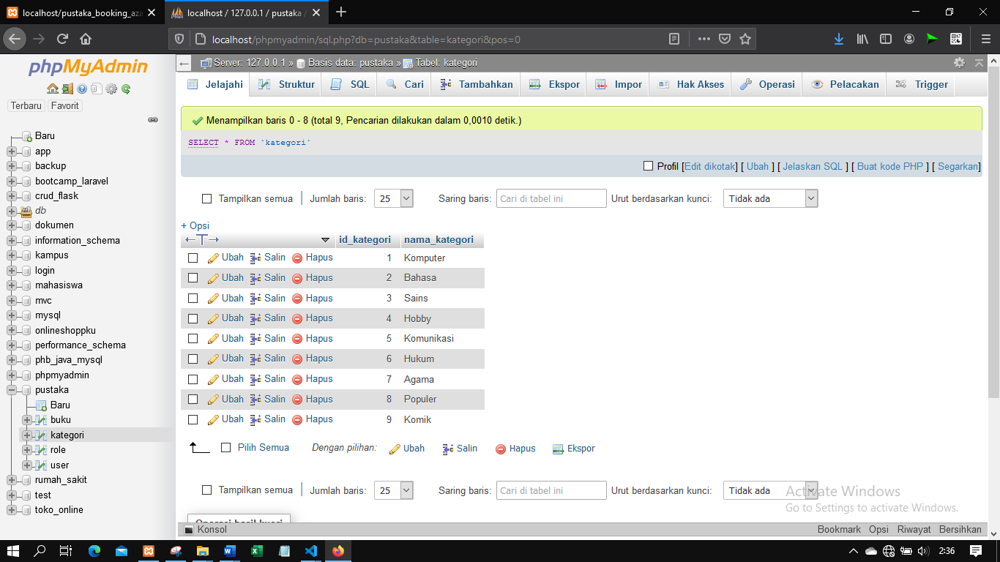 localhost/pustaka_booking_aza
localhost / 127.0.0.1 / pustaka /
localhost/phpmyadmin/sql.php?db=pustaka&table=kategori&pos=0
phpMyAdmin
Terbaru Favorit
Baru
app
backup
bootcamp_laravel
crud_flask
db
dokumen
information_schema
kampus
login
mahasiswa
mvc
mysql
onlineshoppku
performance_schema
phb_java_mysql
phpmyadmin
pustaka
Baru
buku
kategori
role
user
rumah_sakit
test
toko_online
Server: 127.0.0.1 » Basis data: pustaka » Tabel: kategori
Jelajahi Struktur SQL Cari Tambahkan Ekspor Impor Hak Akses Operasi Pelacakan Trigger
Menampilkan baris 0 - 8 (total 9, Pencarian dilakukan dalam 0,0010 detik.)
SELECT * FROM `kategori`
Profil [Edit dikotak] [ Ubah ] [ Jelaskan SQL ] [ Buat kode PHP ] [ Segarkan]
Tampilkan semua | Jumlah baris: 25 Saring baris: Cari di tabel ini Urut berdasarkan kunci: Tidak ada
+ Opsi
←T→ id_kategori nama_kategori
Ubah Salin Hapus 1 Komputer
Ubah Salin Hapus 2 Bahasa
Ubah Salin Hapus 3 Sains
Ubah Salin Hapus 4 Hobby
Ubah Salin Hapus 5 Komunikasi
Ubah Salin Hapus 6 Hukum
Ubah Salin Hapus 7 Agama
Ubah Salin Hapus 8 Populer
Ubah Salin Hapus 9 Komik
Pilih Semua Dengan pilihan: Ubah Salin Hapus Ekspor
Tampilkan semua | Jumlah baris: 25 Saring baris: Cari di tabel ini Urut berdasarkan kunci: Tidak ada
Activate Windows
Go to Settings to activate Windows.
Operasi hasil kueri
Konsol Bookmark Opsi Riwayat Bersihkan
2:36